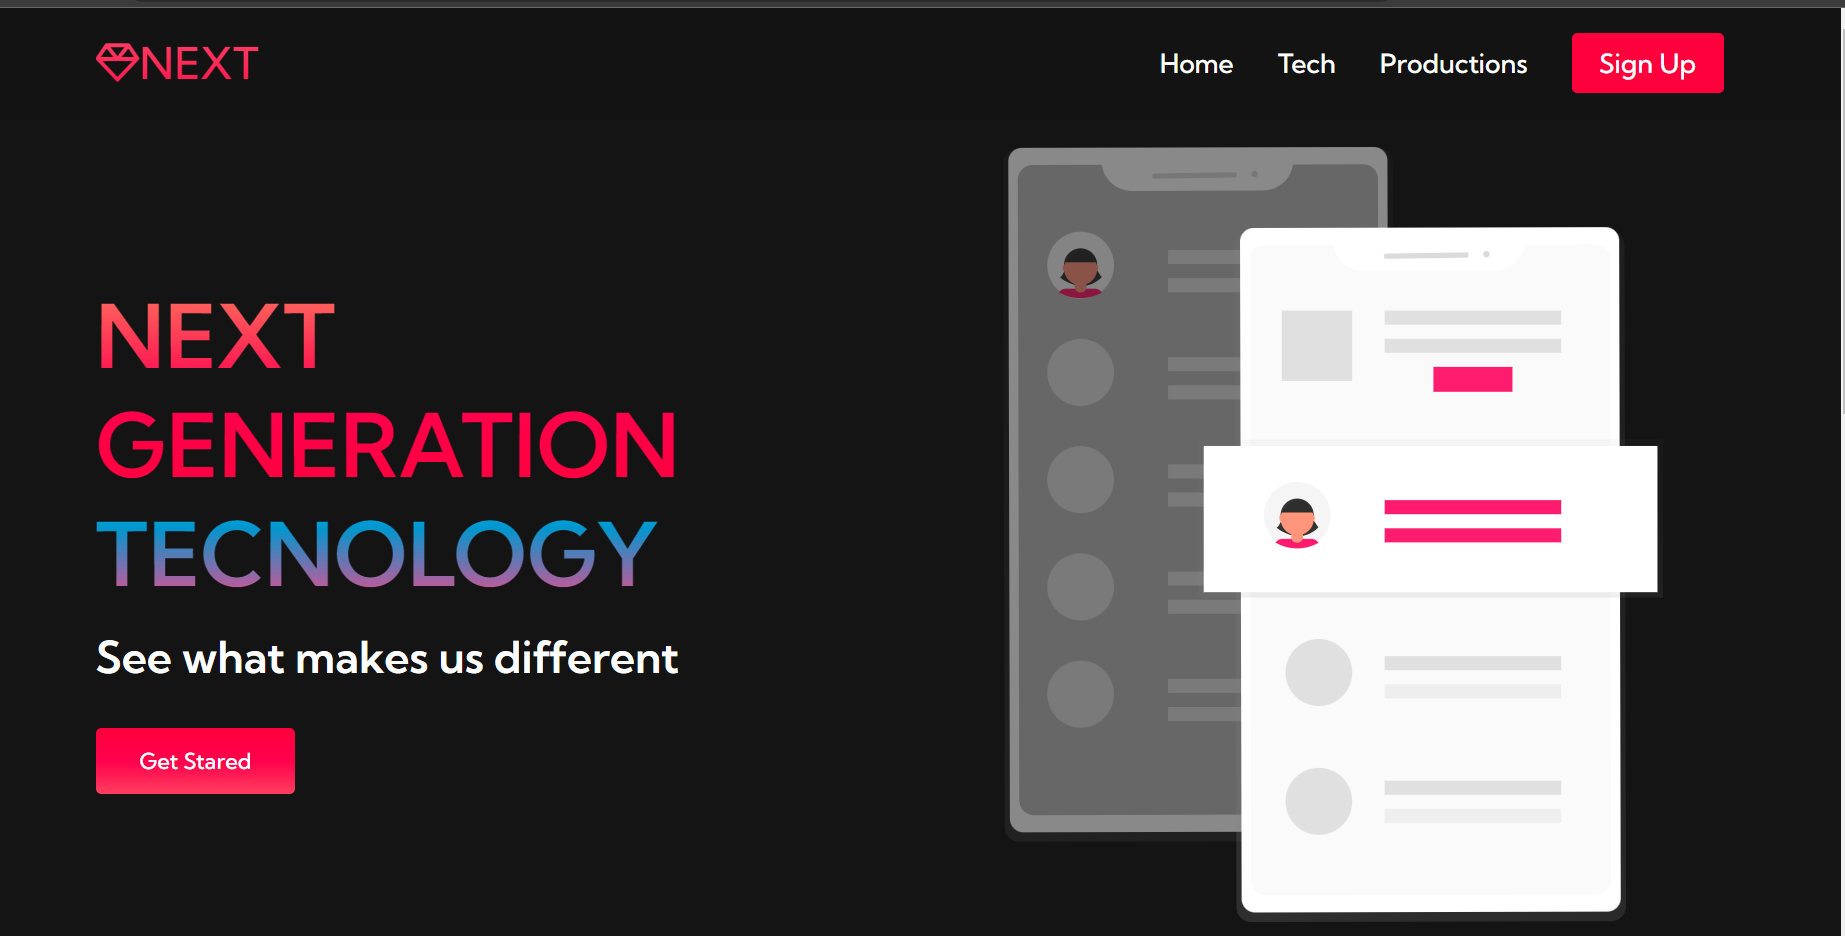 NEXT
Home Tech Productions Sign Up
NEXT
GENERATION
TECNOLOGY
See what makes us different
Get Stared